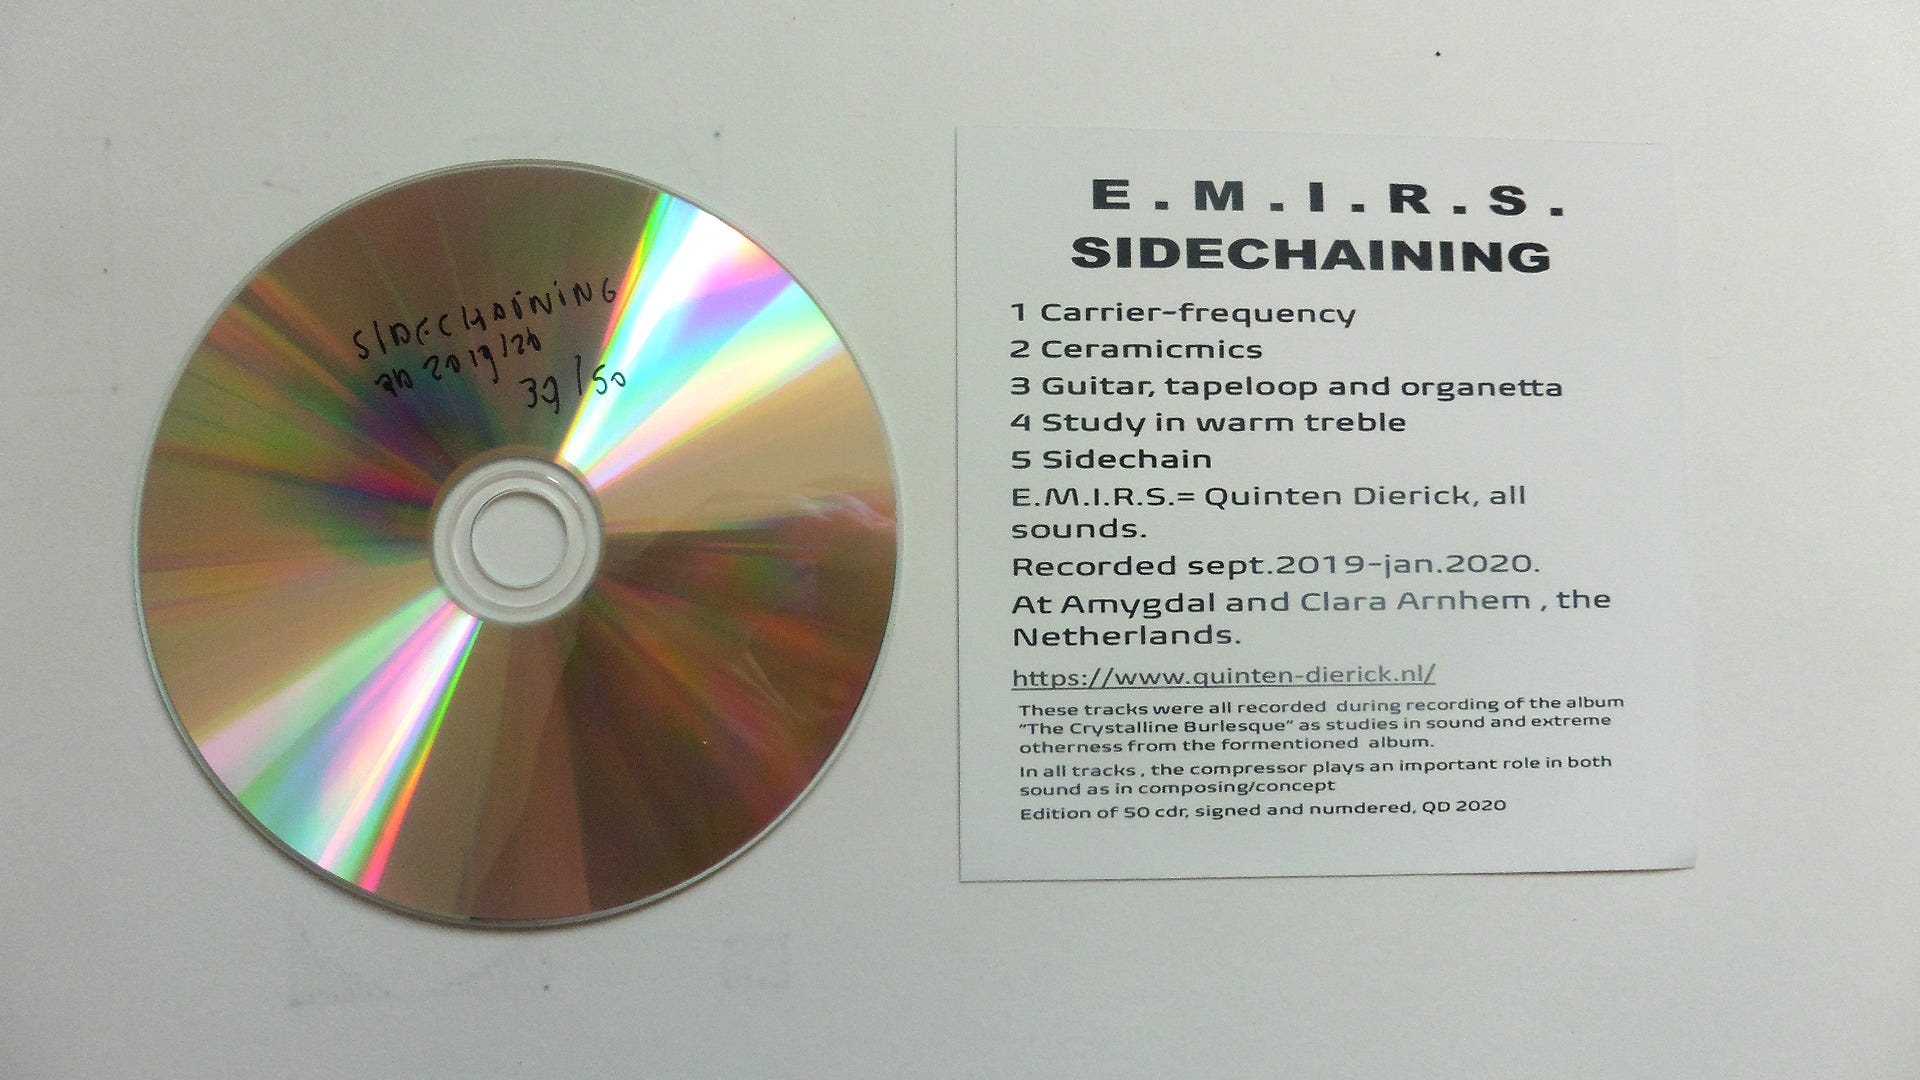 SIDECHAINING
2019/20
39/50
E.M.I.R.S.
SIDECHAINING
1 Carrier-frequency
2 Ceramicmics
3 Guitar, tapeloop and organetta
4 Study in warm treble
5 Sidechain
E.M.I.R.S.= Quinten Dierick, all
sounds.
Recorded sept.2019-jan.2020.
At Amygdal and Clara Arnhem , the
Netherlands.
https://www.quinten-dierick.nl/
These tracks were all recorded during recording of the album
"The Crystalline Burlesque" as studies in sound and extreme
otherness from the formentioned album.
In all tracks , the compressor plays an important role in both
sound as in composing/concept
Edition of 50 cdr, signed and numdered, QD 2020